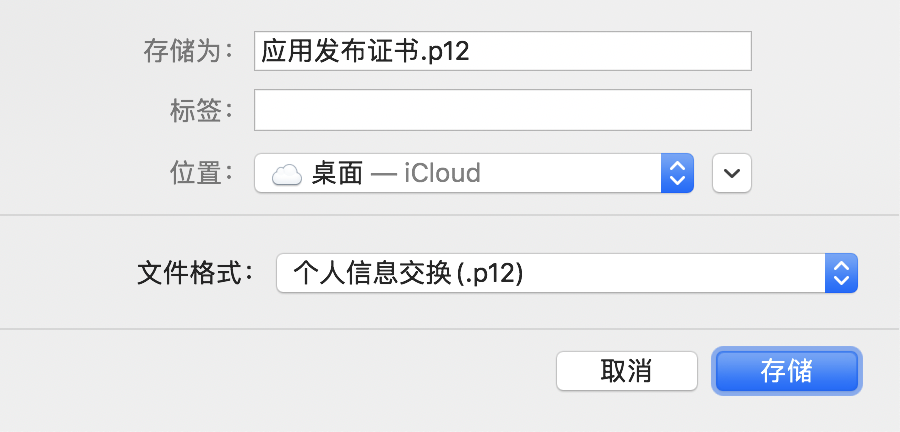 存储为：应用发布证书.p12
标签：
位置：桌面 — iCloud
文件格式：个人信息交换 (.p12)
取消 存储